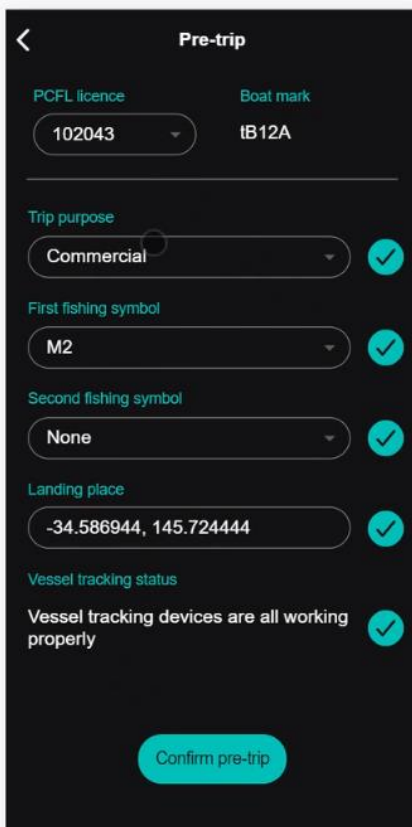 Pre-trip
PCFL licence
Boat mark
102043
tB12A
Trip purpose
Commercial
First fishing symbol
M2
Second fishing symbol
None
Landing place
-34.586944, 145.724444
Vessel tracking status
Vessel tracking devices are all working
properly
Confirm pre-trip